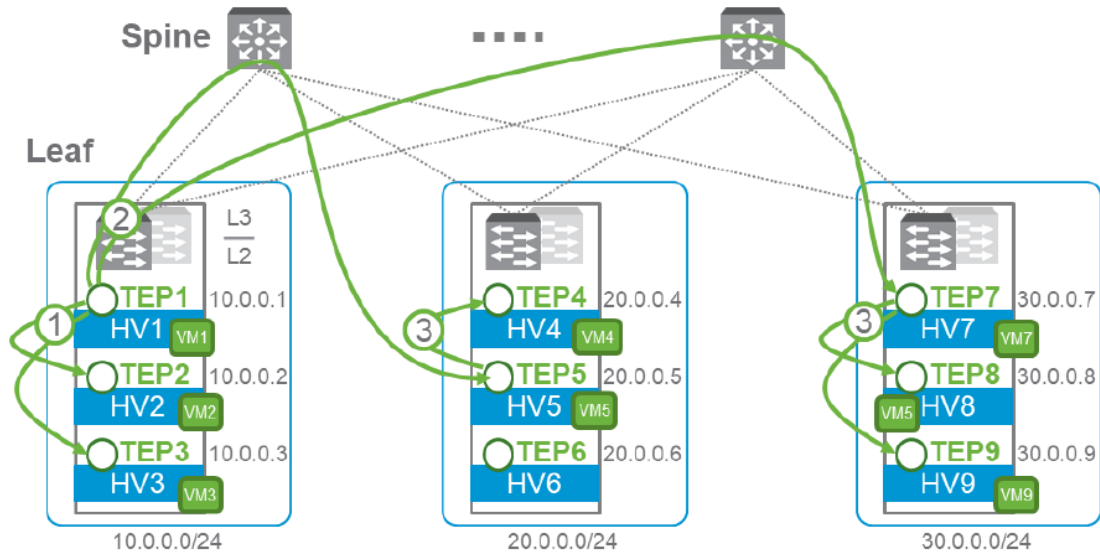 Spine
Leaf
2
L3
L2
TEP1
10.0.0.1
1
HV1
VM1
TEP2
10.0.0.2
HV2
VM2
TEP3
10.0.0.3
HV3
VM3
10.0.0.0/24
TEP4
20.0.0.4
3
HV4
VM4
TEP5
20.0.0.5
HV5
VM5
TEP6
20.0.0.6
HV6
20.0.0.0/24
TEP7
30.0.0.7
3
HV7
VM7
TEP8
30.0.0.8
VM5
HV8
TEP9
30.0.0.9
HV9
VM9
30.0.0.0/24